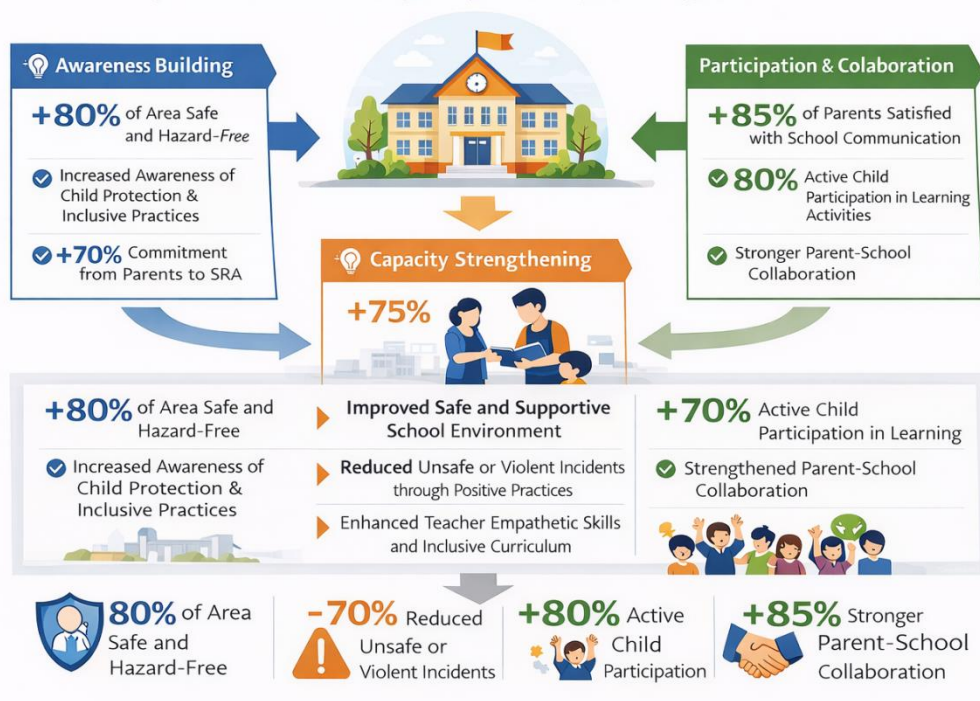 Awareness Building
+80% of Area Safe
and Hazard-Free
Increased Awareness of
Child Protection &
Inclusive Practices
+70% Commitment
from Parents to SRA
Participation & Colaboration
+85% of Parents Satisfied
with School Communication
80% Active Child
Participation in Learning
Activities
Stronger Parent-School
Collaboration
Capacity Strengthening
+75%
+80% of Area Safe and
Hazard-Free
Increased Awareness of
Child Protection &
Inclusive Practices
Improved Safe and Supportive
School Environment
Reduced Unsafe or Violent Incidents
through Positive Practices
Enhanced Teacher Empathetic Skills
and Inclusive Curriculum
+70% Active Child
Participation in Learning
Strengthened Parent-School
Collaboration
80% of Area
Safe and
Hazard-Free
-70% Reduced
Unsafe or
Violent Incidents
+80% Active
Child
Participation
+85% Stronger
Parent-School
Collaboration